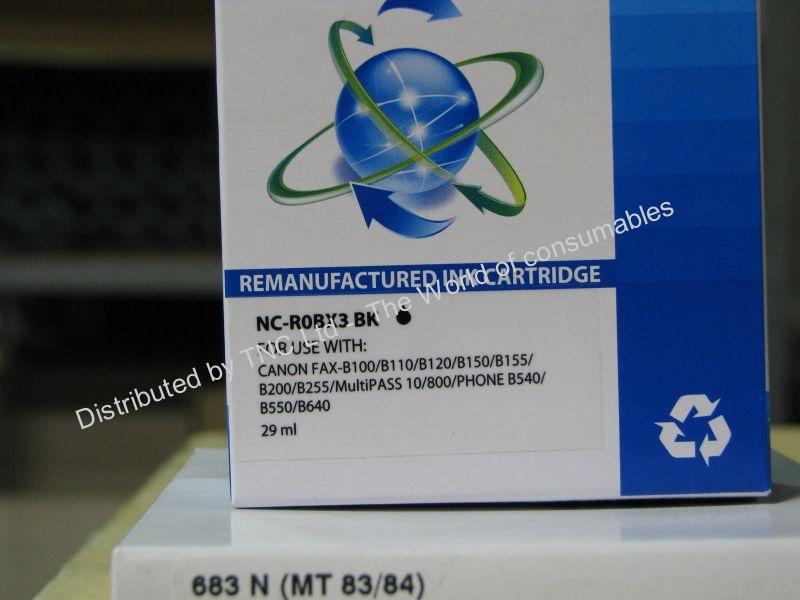 REMANUFACTURED INK CARTRIDGE
NC-R0BX3 BK
FOR USE WITH:
CANON FAX-B100/B110/B120/B150/B155/
B200/B255/MultiPASS 10/800/PHONE B540/
B550/B640
29 ml
Distributed by TNC Ltd - The World of consumables
683 N (MT 83/84)